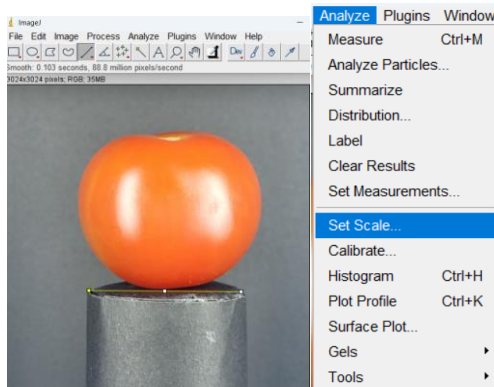 ImageJ
File Edit Image Process Analyze Plugins Window Help
Dev
Smooth: 0.103 seconds, 88.8 million pixels/second
3024x3024 pixels; RGB; 35MB
Analyze Plugins Window
Measure Ctrl+M
Analyze Particles...
Summarize
Distribution...
Label
Clear Results
Set Measurements...
Set Scale...
Calibrate...
Histogram Ctrl+H
Plot Profile Ctrl+K
Surface Plot...
Gels
Tools